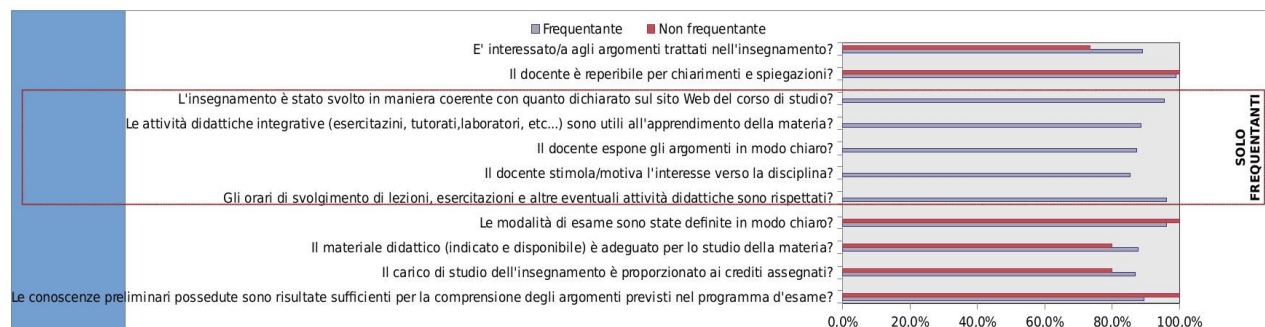 Frequentante Non frequentante
E' interessato/a agli argomenti trattati nell'insegnamento?
Il docente è reperibile per chiarimenti e spiegazioni?
L'insegnamento è stato svolto in maniera coerente con quanto dichiarato sul sito Web del corso di studio?
Le attività didattiche integrative (esercitazini, tutorati,laboratori, etc...) sono utili all'apprendimento della materia?
Il docente espone gli argomenti in modo chiaro?
Il docente stimola/motiva l'interesse verso la disciplina?
Gli orari di svolgimento di lezioni, esercitazioni e altre eventuali attività didattiche sono rispettati?
SOLO
FREQUENTANTI
Le modalità di esame sono state definite in modo chiaro?
Il materiale didattico (indicato e disponibile) è adeguato per lo studio della materia?
Il carico di studio dell'insegnamento è proporzionato ai crediti assegnati?
Le conoscenze preliminari possedute sono risultate sufficienti per la comprensione degli argomenti previsti nel programma d'esame?
0.0% 20.0% 40.0% 60.0% 80.0% 100.0%